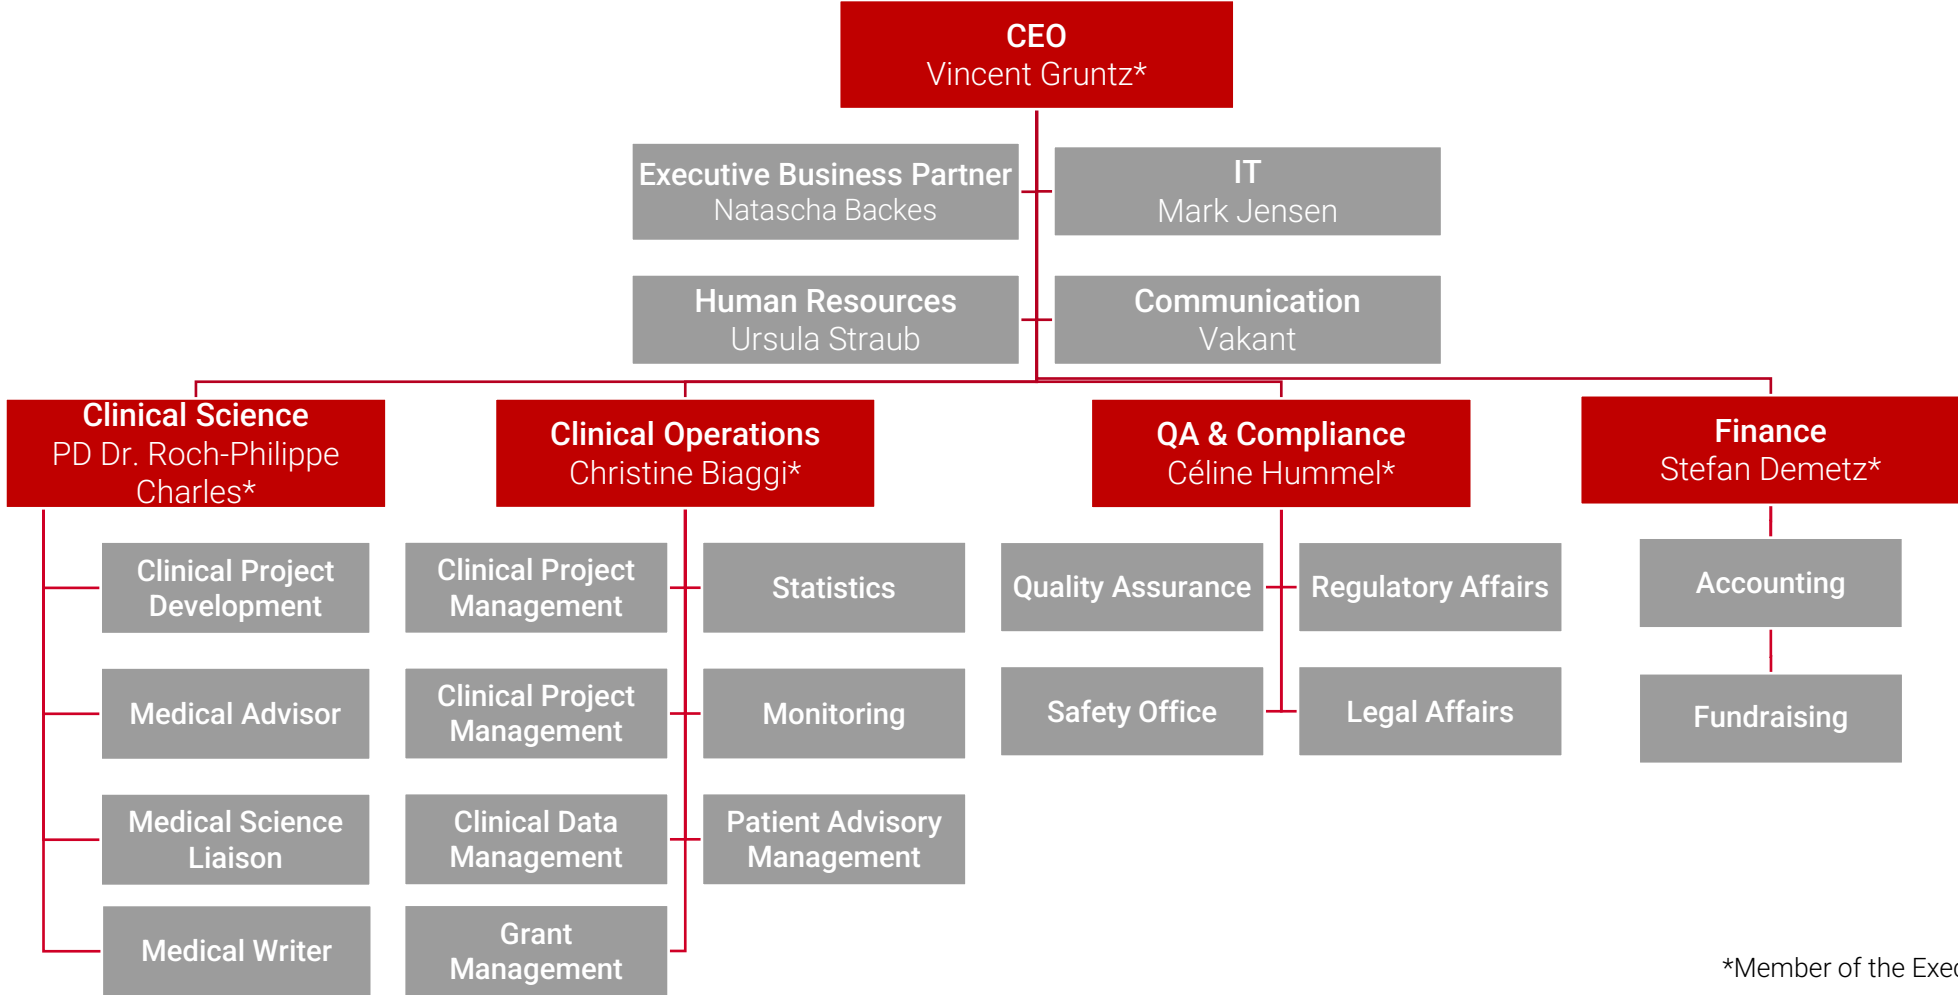 CEO
Vincent Gruntz*
Executive Business Partner
Natascha Backes
IT
Mark Jensen
Human Resources
Ursula Straub
Communication
Vakant
Clinical Science
PD Dr. Roch-Philippe
Charles*
Clinical Operations
Christine Biaggi*
QA & Compliance
Céline Hummel*
Finance
Stefan Demetz*
Clinical Project
Development
Clinical Project
Management
Statistics
Quality Assurance
Regulatory Affairs
Accounting
Medical Advisor
Clinical Project
Management
Monitoring
Safety Office
Legal Affairs
Fundraising
Medical Science
Liaison
Clinical Data
Management
Patient Advisory
Management
Medical Writer
Grant
Management
*Member of the